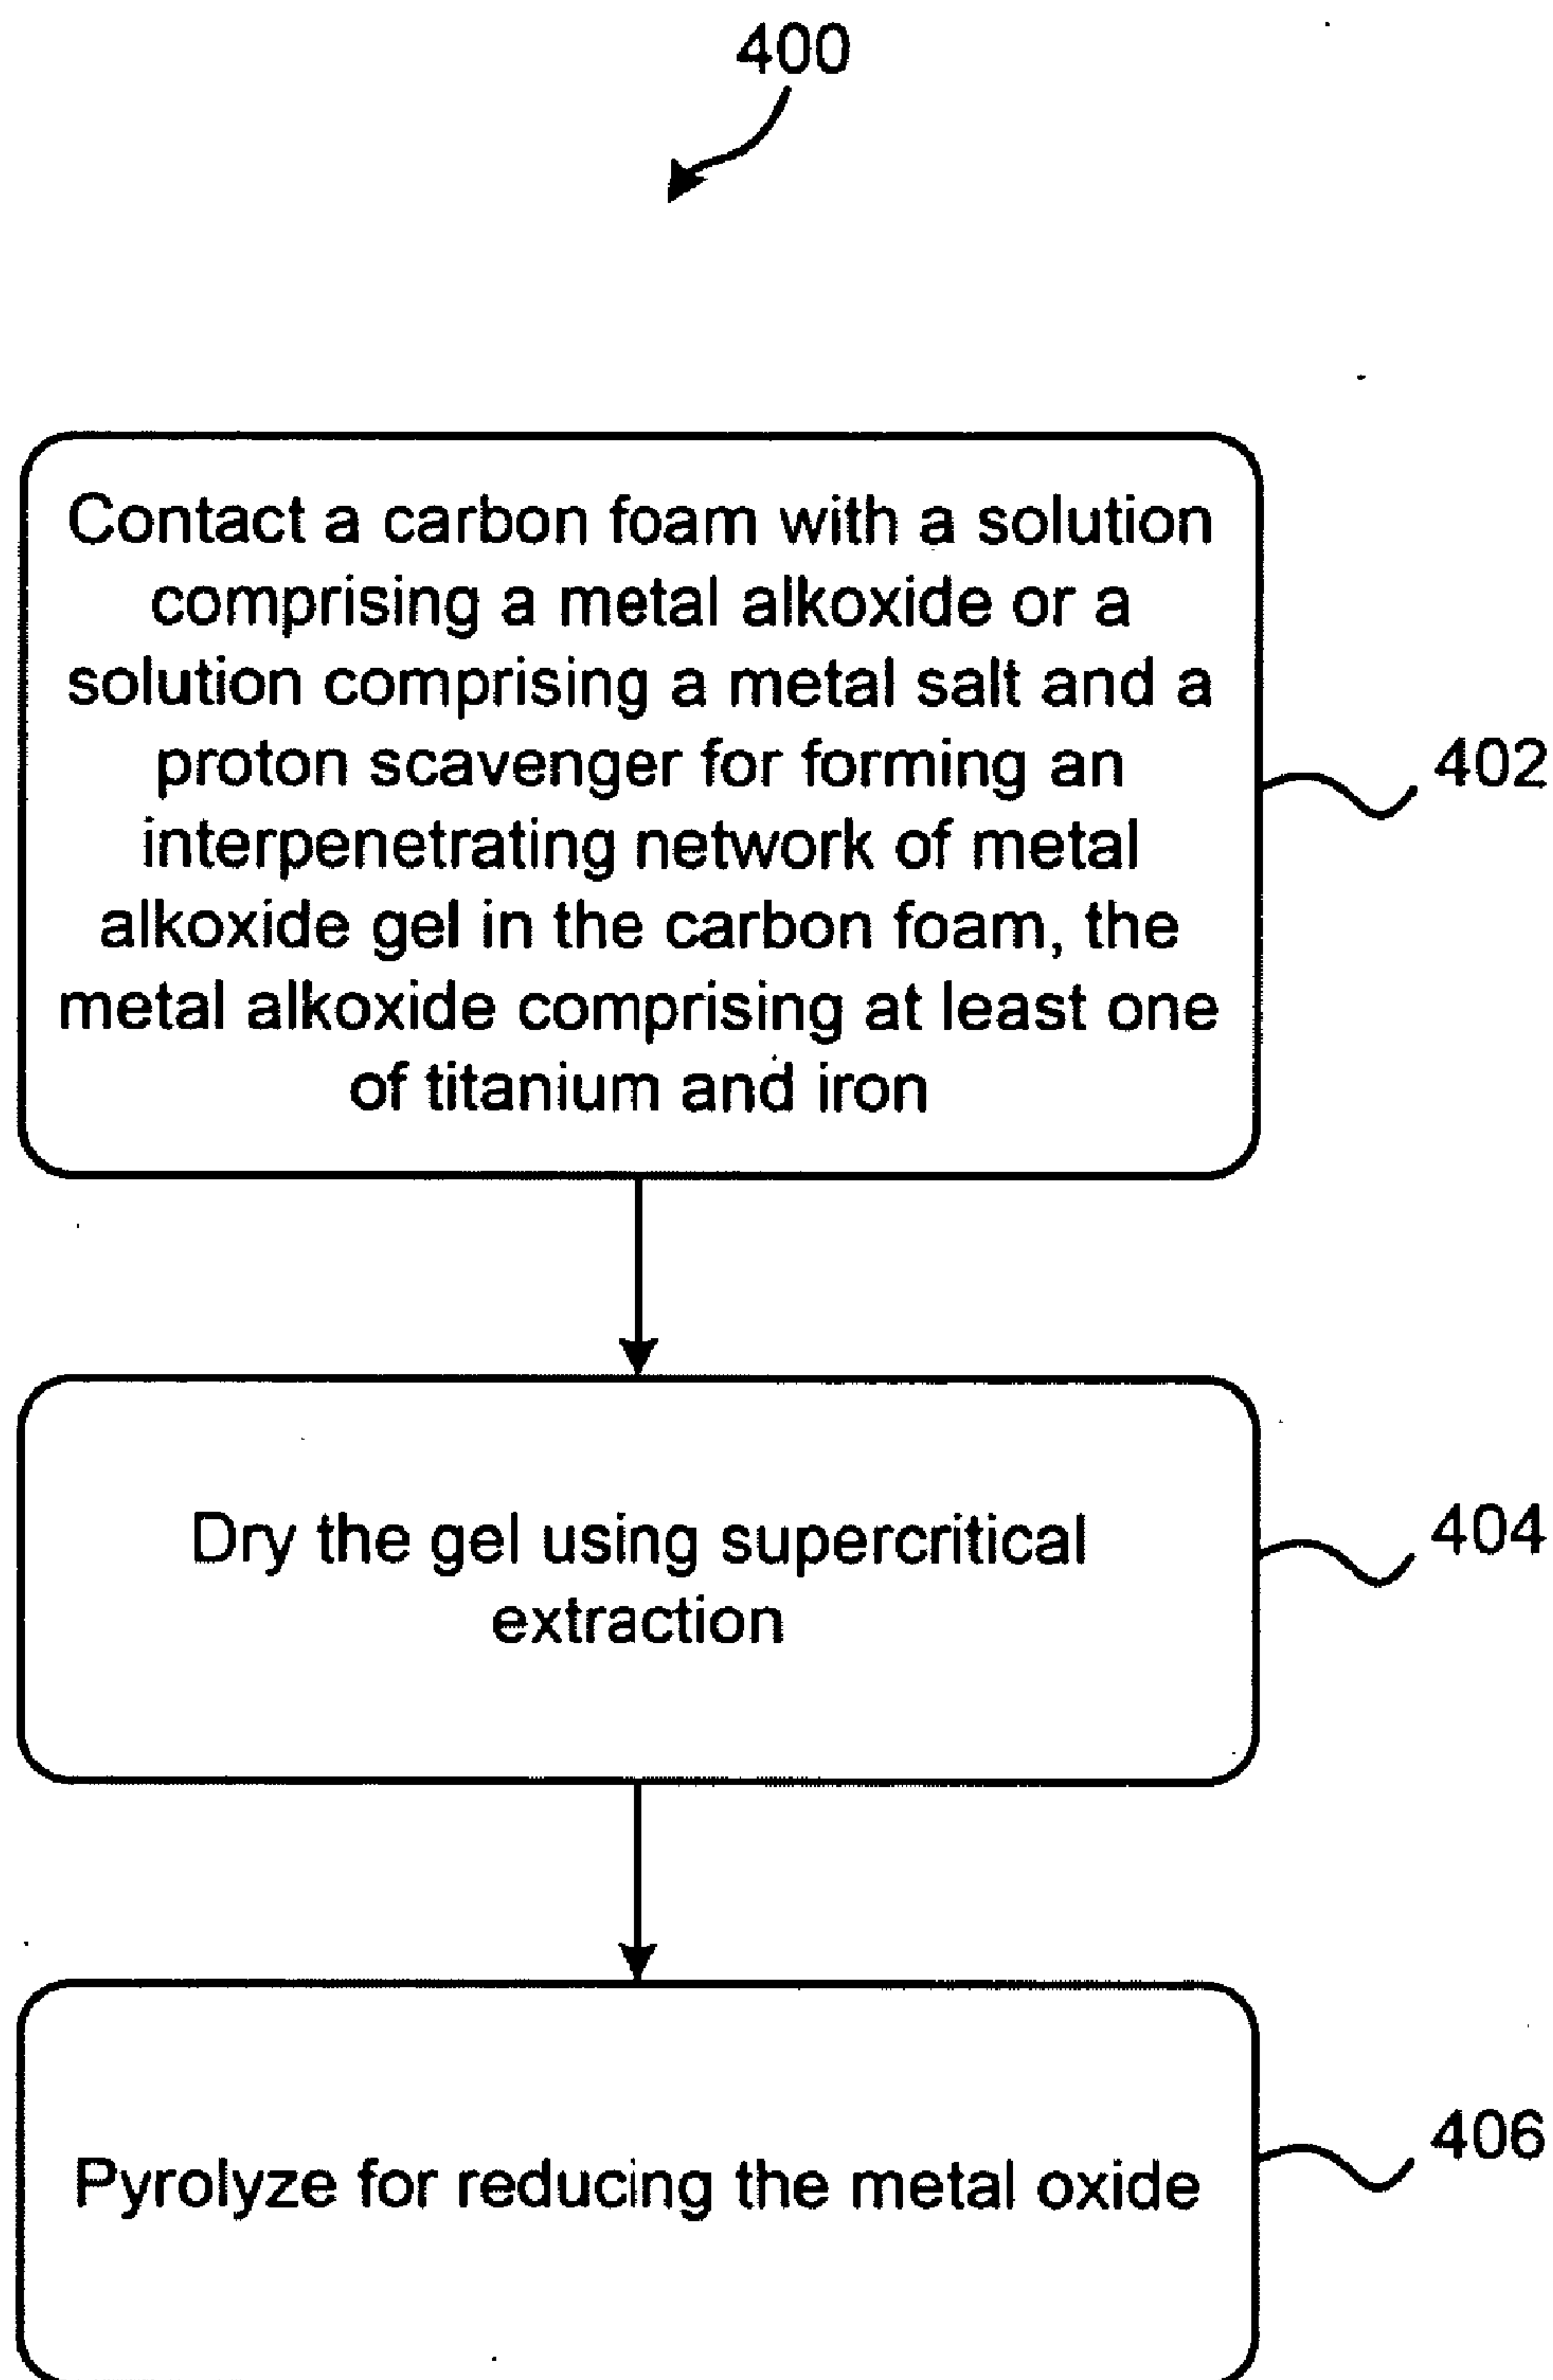 400
Contact a carbon foam with a solution
comprising a metal alkoxide or a
solution comprising a metal salt and a
proton scavenger for forming an
interpenetrating network of metal
alkoxide gel in the carbon foam, the
metal alkoxide comprising at least one
of titanium and iron
402
Dry the gel using supercritical
extraction
404
Pyrolyze for reducing the metal oxide
406